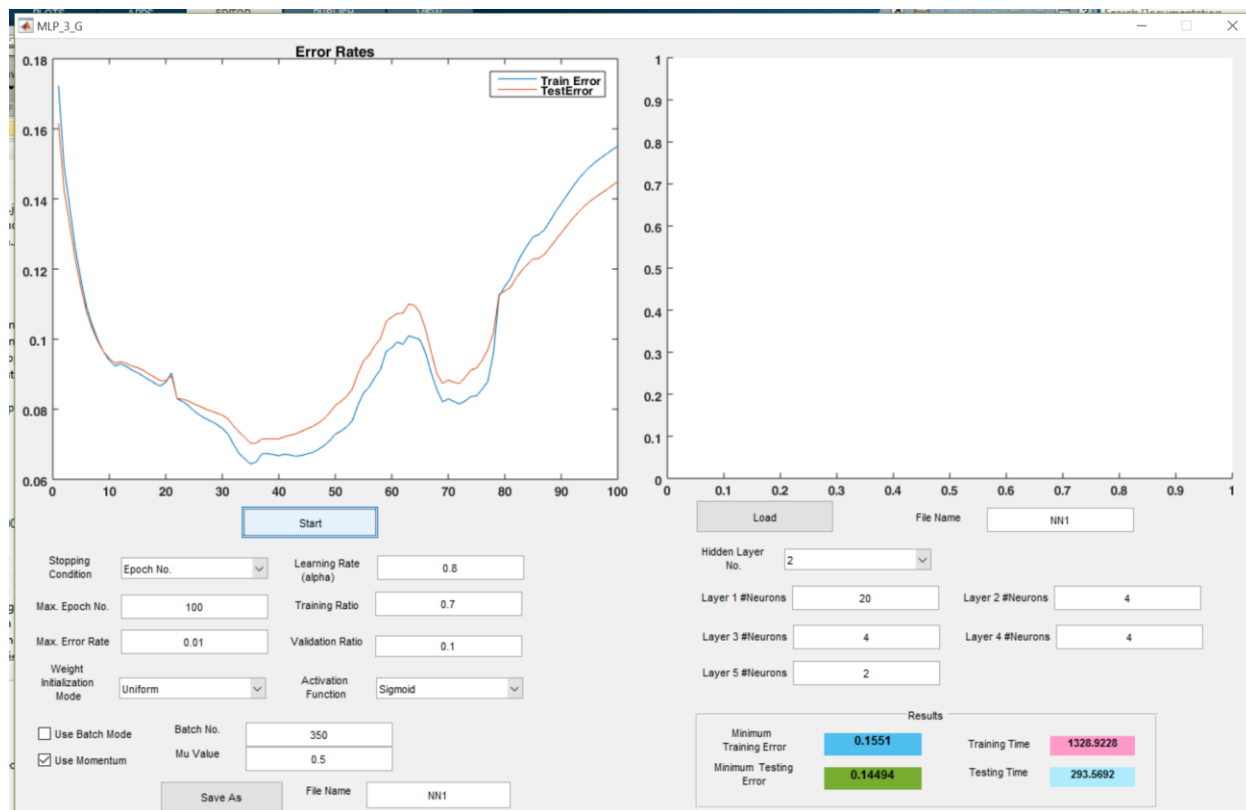 PLOTS APPS EDITOR PUBLISH VIEW Search Documentation
MLP_3_G
Error Rates
Train Error
TestError
0.18
0.16
0.14
0.12
0.1
0.08
0.06
0 10 20 30 40 50 60 70 80 90 100
1
0.9
0.8
0.7
0.6
0.5
0.4
0.3
0.2
0.1
0
0 0.1 0.2 0.3 0.4 0.5 0.6 0.7 0.8 0.9 1
Start
Stopping
Condition
Epoch No.
Learning Rate
(alpha)
0.8
Max. Epoch No.
100
Training Ratio
0.7
Max. Error Rate
0.01
Validation Ratio
0.1
Weight
Initialization
Mode
Uniform
Activation
Function
Sigmoid
Use Batch Mode
Batch No.
350
Use Momentum
Mu Value
0.5
Save As
File Name
NN1
Load
File Name
NN1
Hidden Layer
No.
2
Layer 1 #Neurons
20
Layer 2 #Neurons
4
Layer 3 #Neurons
4
Layer 4 #Neurons
4
Layer 5 #Neurons
2
Results
Minimum
Training Error
0.1551
Training Time
1328.9228
Minimum Testing
Error
0.14494
Testing Time
293.5692